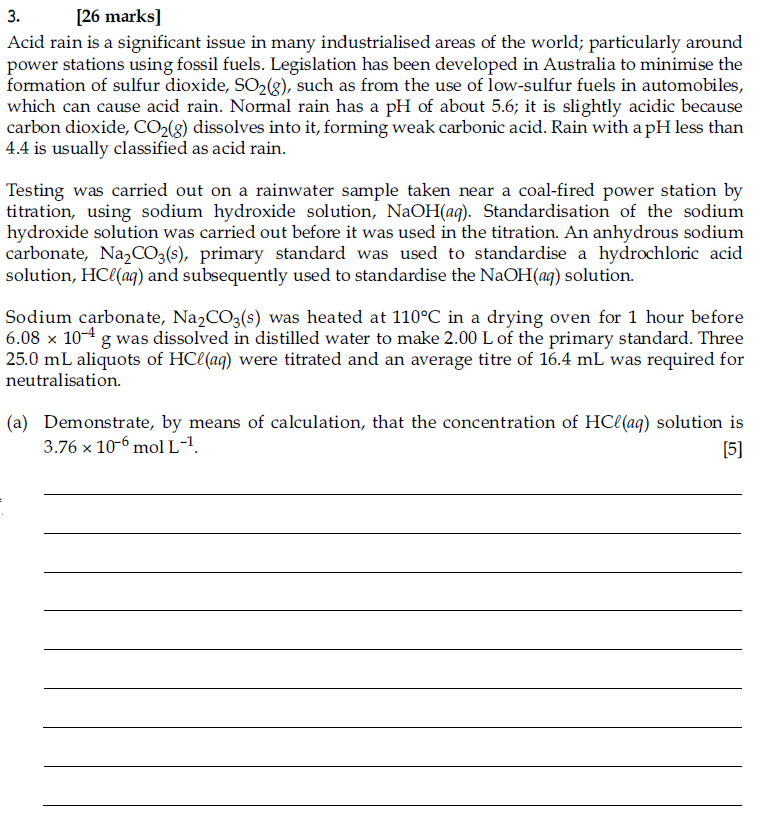 3. [26 marks]
Acid rain is a significant issue in many industrialised areas of the world; particularly around
power stations using fossil fuels. Legislation has been developed in Australia to minimise the
formation of sulfur dioxide, SO₂(g), such as from the use of low-sulfur fuels in automobiles,
which can cause acid rain. Normal rain has a pH of about 5.6; it is slightly acidic because
carbon dioxide, CO₂(g) dissolves into it, forming weak carbonic acid. Rain with a pH less than
4.4 is usually classified as acid rain.
Testing was carried out on a rainwater sample taken near a coal-fired power station by
titration, using sodium hydroxide solution, NaOH(aq). Standardisation of the sodium
hydroxide solution was carried out before it was used in the titration. An anhydrous sodium
carbonate, Na₂CO₃(s), primary standard was used to standardise a hydrochloric acid
solution, HCℓ(aq) and subsequently used to standardise the NaOH(aq) solution.
Sodium carbonate, Na₂CO₃(s) was heated at 110°C in a drying oven for 1 hour before
6.08 × 10⁻⁴ g was dissolved in distilled water to make 2.00 L of the primary standard. Three
25.0 mL aliquots of HCℓ(aq) were titrated and an average titre of 16.4 mL was required for
neutralisation.
(a) Demonstrate, by means of calculation, that the concentration of HCℓ(aq) solution is
3.76 × 10⁻⁶ mol L⁻¹. [5]